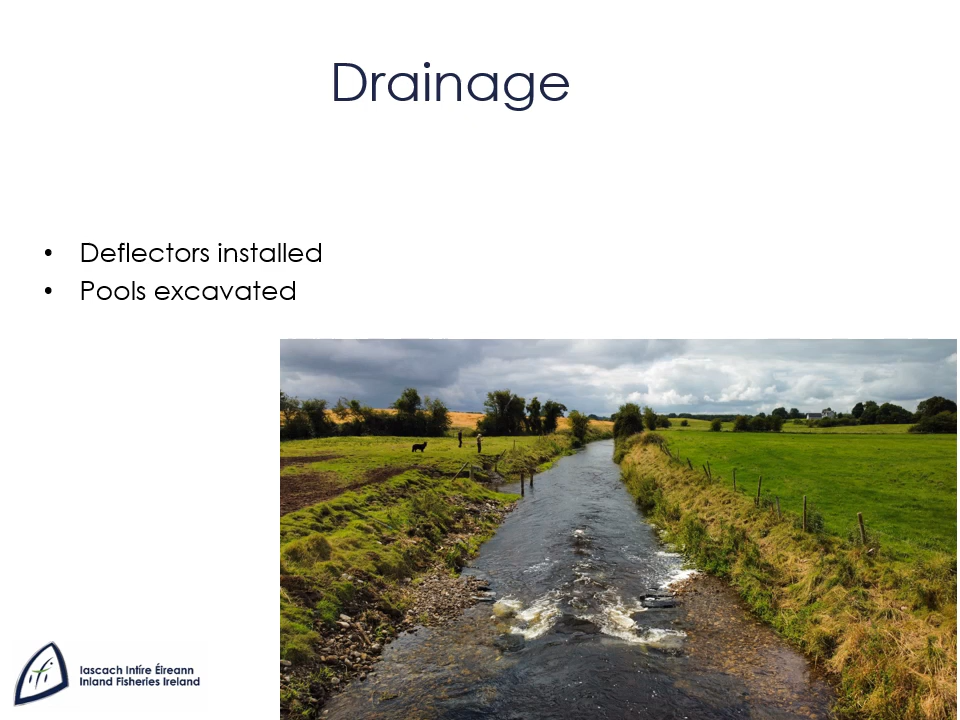 Drainage
• Deflectors installed
• Pools excavated
Iascach Intíre Éireann
Inland Fisheries Ireland